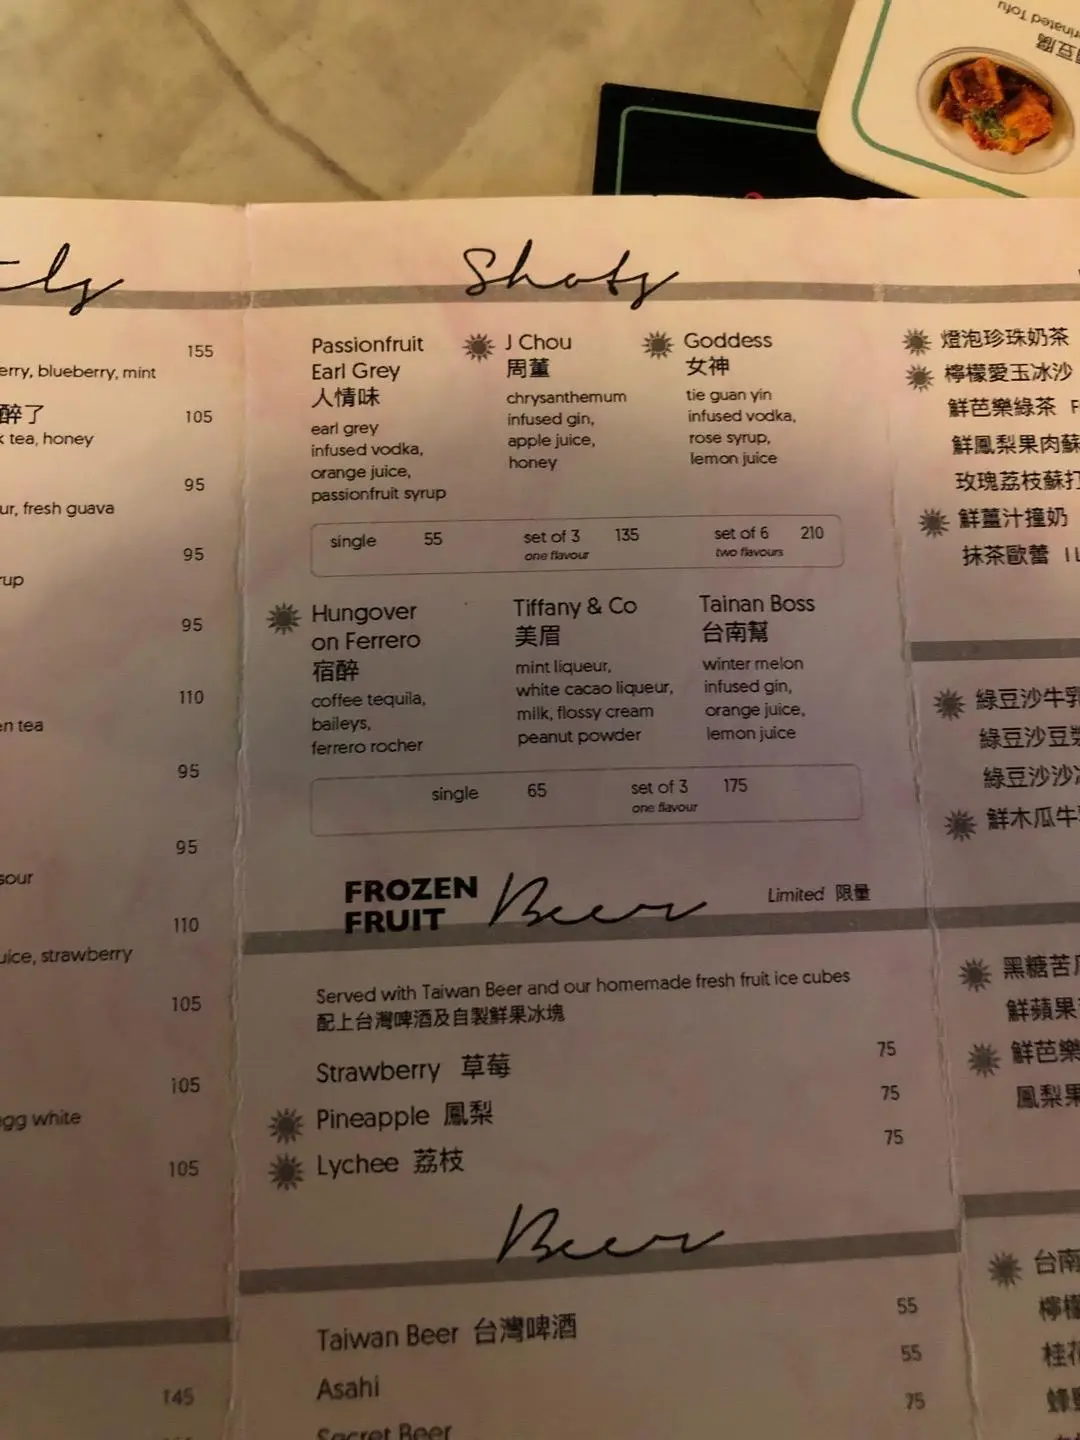 Marinated Tofu
Shots
155
erry, blueberry, mint
醉了
105
tea, honey
95
ur, fresh guava
95
rup
95
110
en tea
95
95
sour
110
uice, strawberry
105
105
egg white
105
145
Passionfruit
Earl Grey
人情味
earl grey
infused vodka,
orange juice,
passionfruit syrup
J Chou
周董
chrysanthemum
infused gin,
apple juice,
honey
Goddess
女神
tie guan yin
infused vodka,
rose syrup,
lemon juice
single 55 set of 3 135 set of 6 210
one flavour two flavours
Hungover
on Ferrero
宿醉
coffee tequila,
baileys,
ferrero rocher
Tiffany & Co
美眉
mint liqueur,
white cacao liqueur,
milk, flossy cream
peanut powder
Tainan Boss
台南幫
winter melon
infused gin,
orange juice,
lemon juice
single 65 set of 3 175
one flavour
FROZEN
FRUIT Beer Limited 限量
Served with Taiwan Beer and our homemade fresh fruit ice cubes
配上台灣啤酒及自製鮮果冰塊
Strawberry 草莓 75
Pineapple 鳳梨 75
Lychee 荔枝 75
Beer
Taiwan Beer 台灣啤酒 55
Asahi 55
Secret Beer 75
燈泡珍珠奶茶
檸檬愛玉冰沙
鮮芭樂綠茶 F
鮮鳳梨果肉蘇
玫瑰荔枝蘇打
鮮薑汁撞奶
抹茶歐蕾
綠豆沙牛乳
綠豆沙豆漿
綠豆沙沙冰
鮮木瓜牛
黑糖苦瓜
鮮蘋果
鮮芭樂
鳳梨果
台南
檸檬
桂花